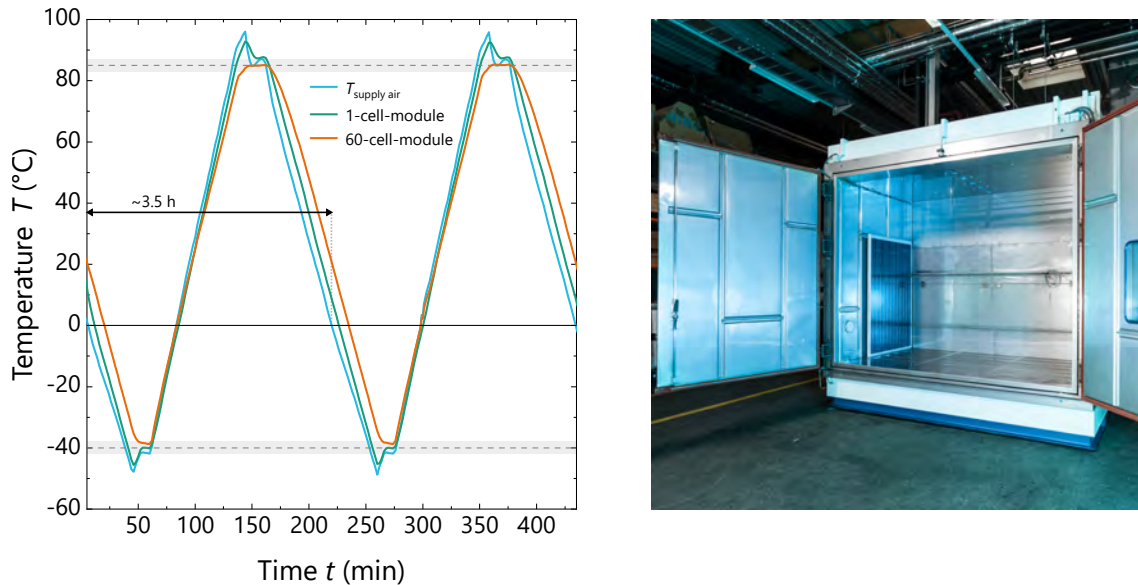 100
80
60
40
20
0
-20
-40
-60
Temperature T (°C)
T supply air
1-cell-module
60-cell-module
~3.5 h
50 100 150 200 250 300 350 400
Time t (min)